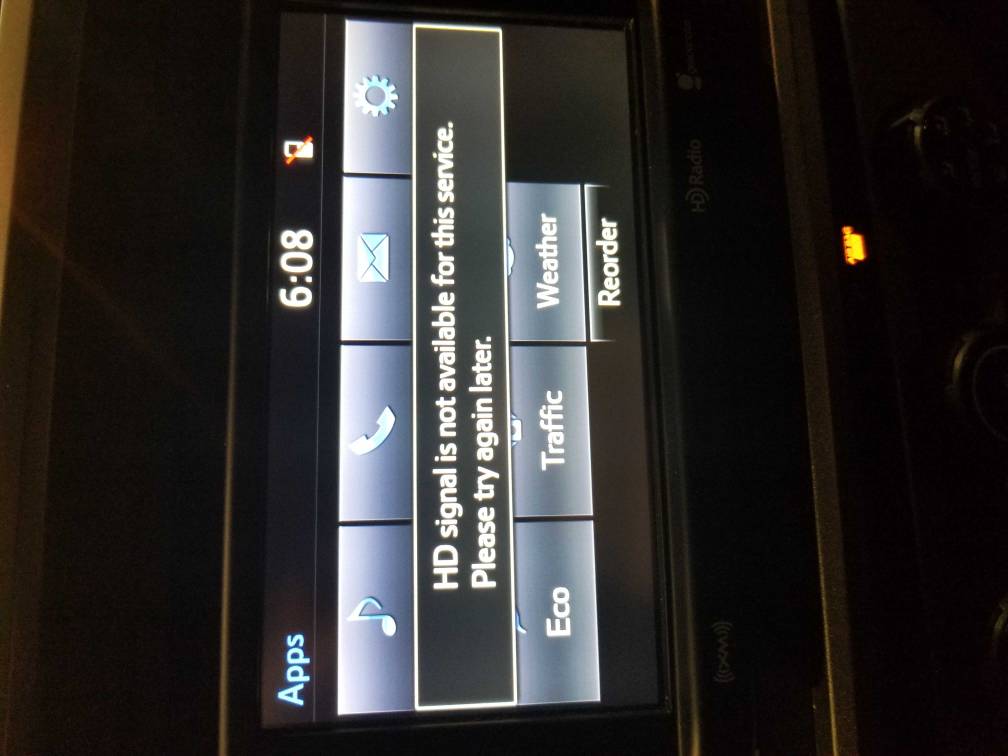 Apps
6:08
HD signal is not available for this service.
Please try again later.
Eco
Traffic
Weather
Reorder
((XM))
HD Radio